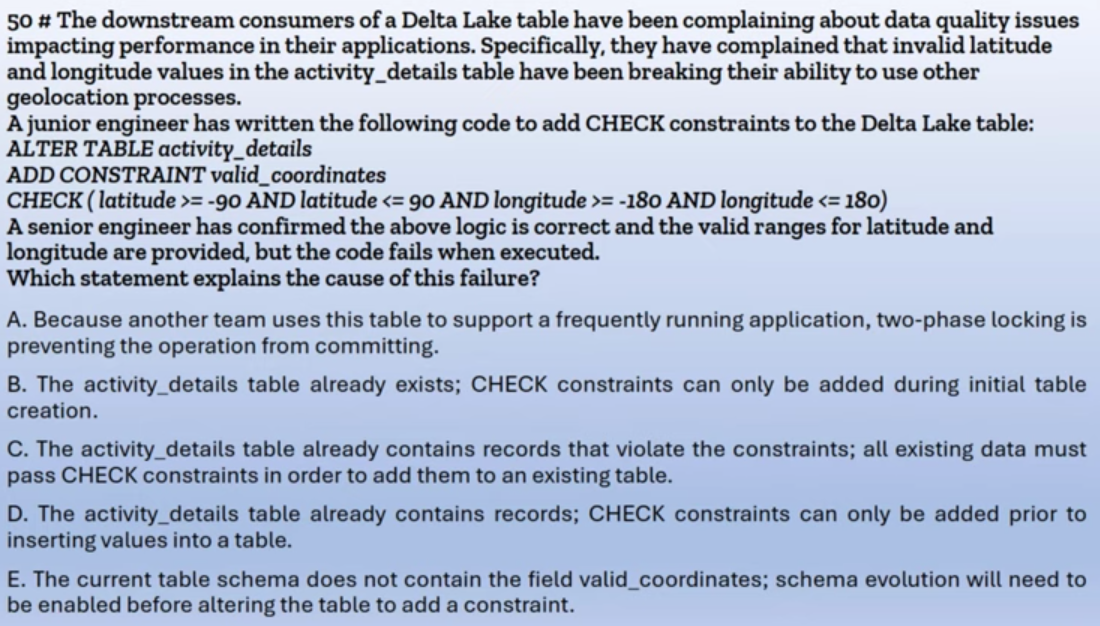 50 # The downstream consumers of a Delta Lake table have been complaining about data quality issues
impacting performance in their applications. Specifically, they have complained that invalid latitude
and longitude values in the activity_details table have been breaking their ability to use other
geolocation processes.
A junior engineer has written the following code to add CHECK constraints to the Delta Lake table:
ALTER TABLE activity_details
ADD CONSTRAINT valid_coordinates
CHECK ( latitude >= -90 AND latitude <= 90 AND longitude >= -180 AND longitude <= 180)
A senior engineer has confirmed the above logic is correct and the valid ranges for latitude and
longitude are provided, but the code fails when executed.
Which statement explains the cause of this failure?
A. Because another team uses this table to support a frequently running application, two-phase locking is
preventing the operation from committing.
B. The activity_details table already exists; CHECK constraints can only be added during initial table
creation.
C. The activity_details table already contains records that violate the constraints; all existing data must
pass CHECK constraints in order to add them to an existing table.
D. The activity_details table already contains records; CHECK constraints can only be added prior to
inserting values into a table.
E. The current table schema does not contain the field valid_coordinates; schema evolution will need to
be enabled before altering the table to add a constraint.